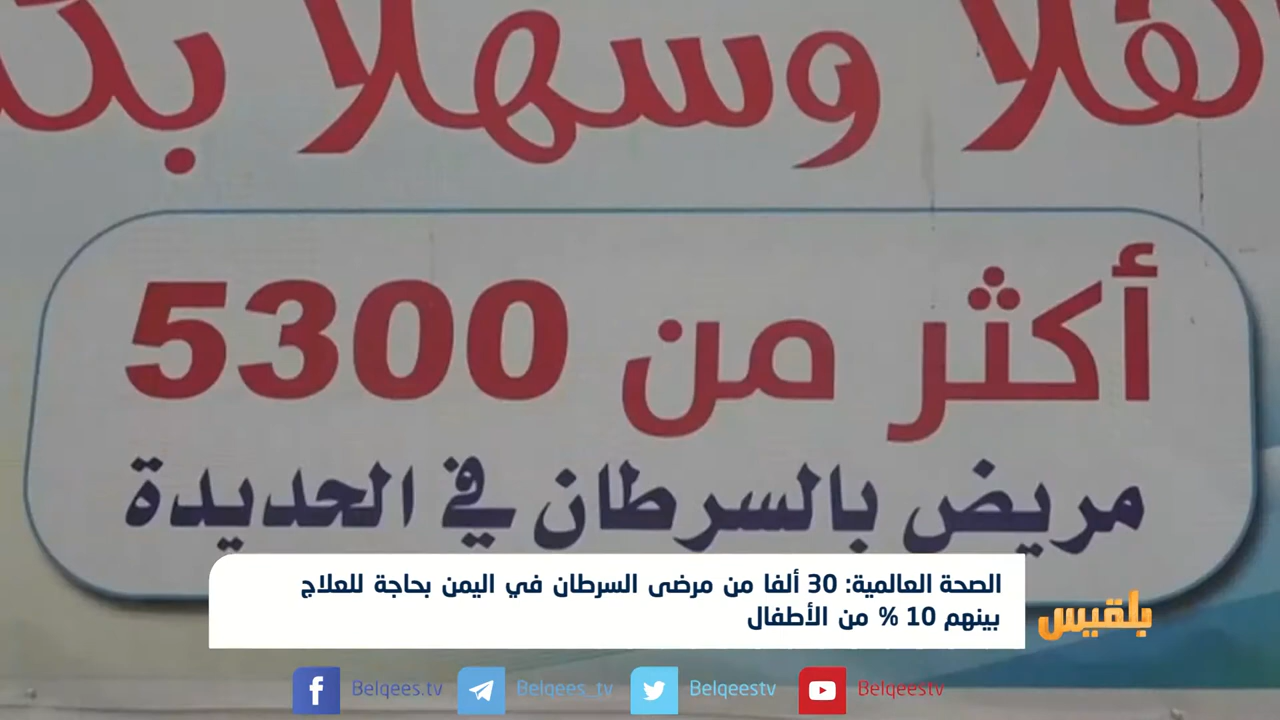 أهلا وسهلا
أكثر من 5300
مريض بالسرطان في الحديدة
الصحة العالمية: 30 ألفا من مرضى السرطان في اليمن بحاجة للعلاج
بينهم 10 % من الأطفال
بلقيس
Belqees.tv Belqees_tv Belqeestv Belqeestv